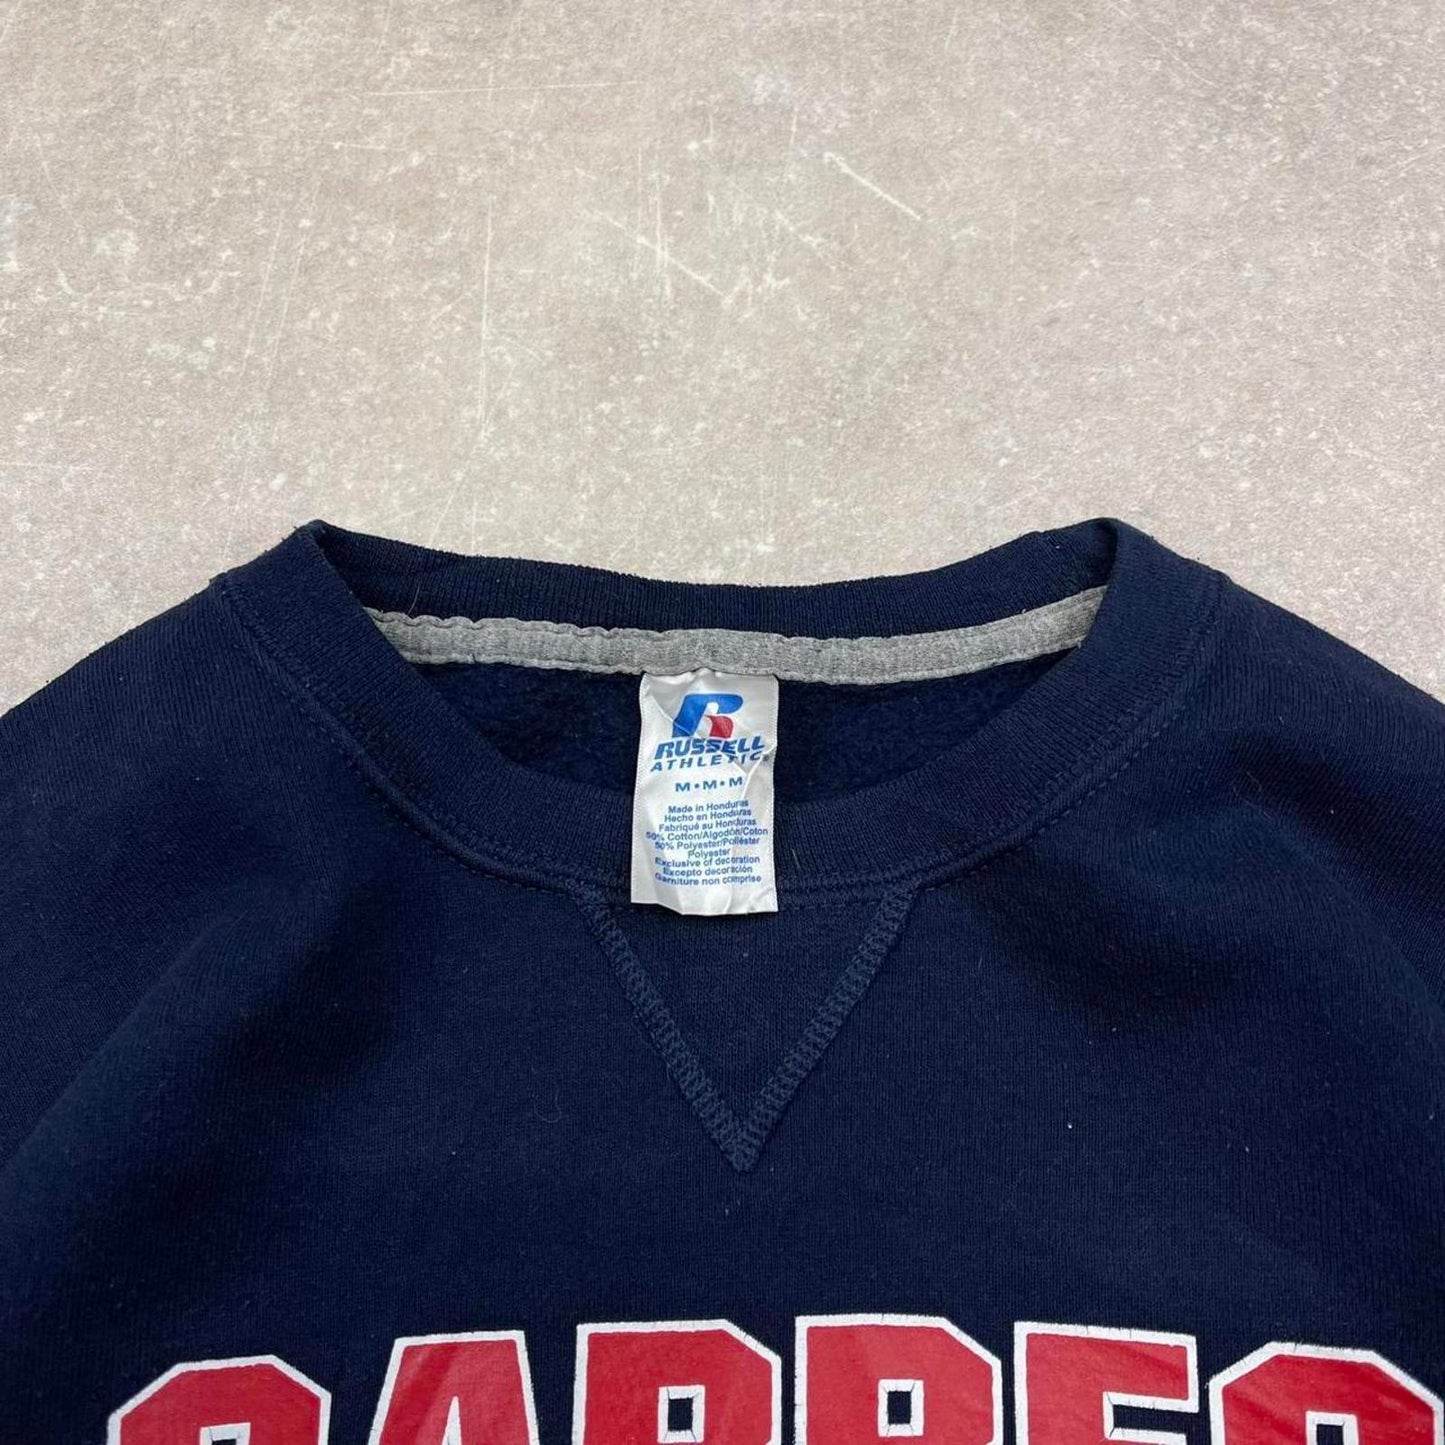 RUSSELL
ATHLETIC
M • M • M
Made in Honduras
Hecho en Honduras
Fabriqué au Honduras
50% Cotton/Algodón/Coton
50% Polyester/Poliéster
Polyester
Exclusive of decoration
Excepto decoración
Garniture non comprise